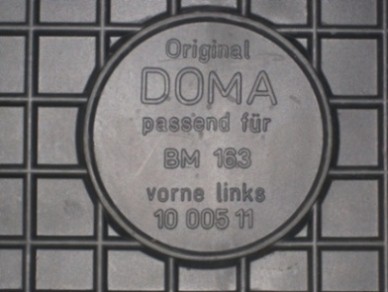 Original
DOMA
passend für
BM 163
vorne links
10 005 11